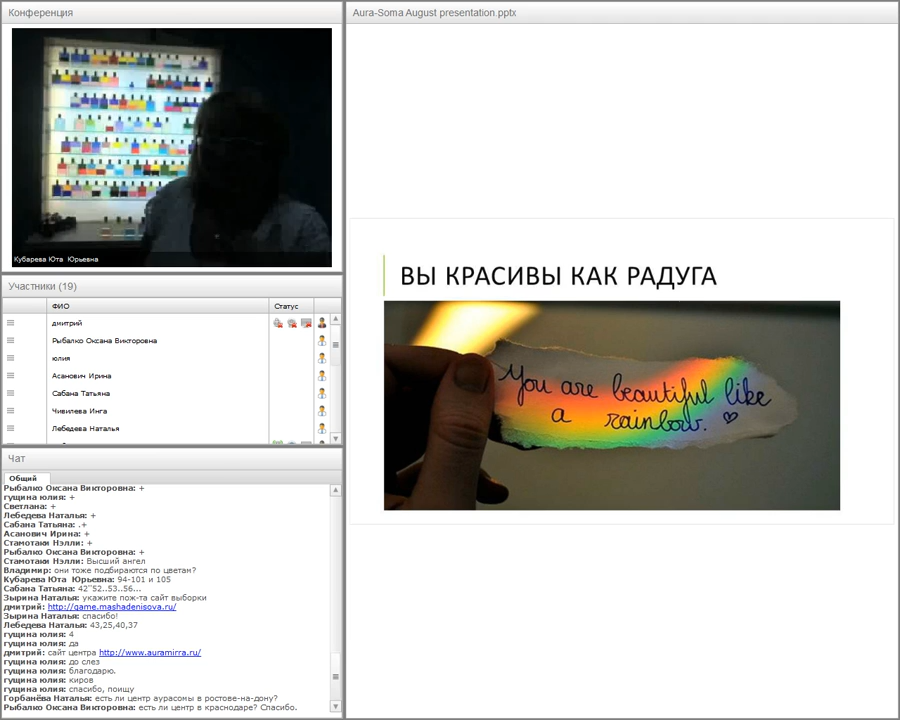 Конференция
Кубарева Юта Юрьевна
Участники (19)
ФИО
Статус
дмитрий
Рыбалко Оксана Викторовна
юлия
Асанович Ирина
Сабана Татьяна
Чивилева Инга
Лебедева Наталья
Чат
Общий
Рыбалко Оксана Викторовна: +
гущина юлия: +
Светлана: +
Лебедева Наталья: +
Сабана Татьяна: .+
Асанович Ирина: +
Стамотаки Нэлли: +
Рыбалко Оксана Викторовна: +
Стамотаки Нэлли: Высший ангел
Владимир: они тоже подбираются по цветам?
Кубарева Юта Юрьевна: 94-101 и 105
Сабана Татьяна: 42¨52..53..56...
Зырина Наталья: укажите пож-та сайт выборки
дмитрий: http://game.mashadenisova.ru/
Зырина Наталья: спасибо!
Лебедева Наталья: 43,25,40,37
гущина юлия: 4
гущина юлия: да
дмитрий: сайт центра http://www.auramirra.ru/
гущина юлия: до слез
гущина юлия: благодарю.
гущина юлия: киров
гущина юлия: спасибо, поищу
Горбанёва Наталья: есть ли центр аурасомы в ростове-на-дону?
Рыбалко Оксана Викторовна: есть ли центр в краснодаре? Спасибо.
Aura-Soma August presentation.pptx
ВЫ КРАСИВЫ КАК РАДУГА
You are beautiful like
a rainbow. ♡